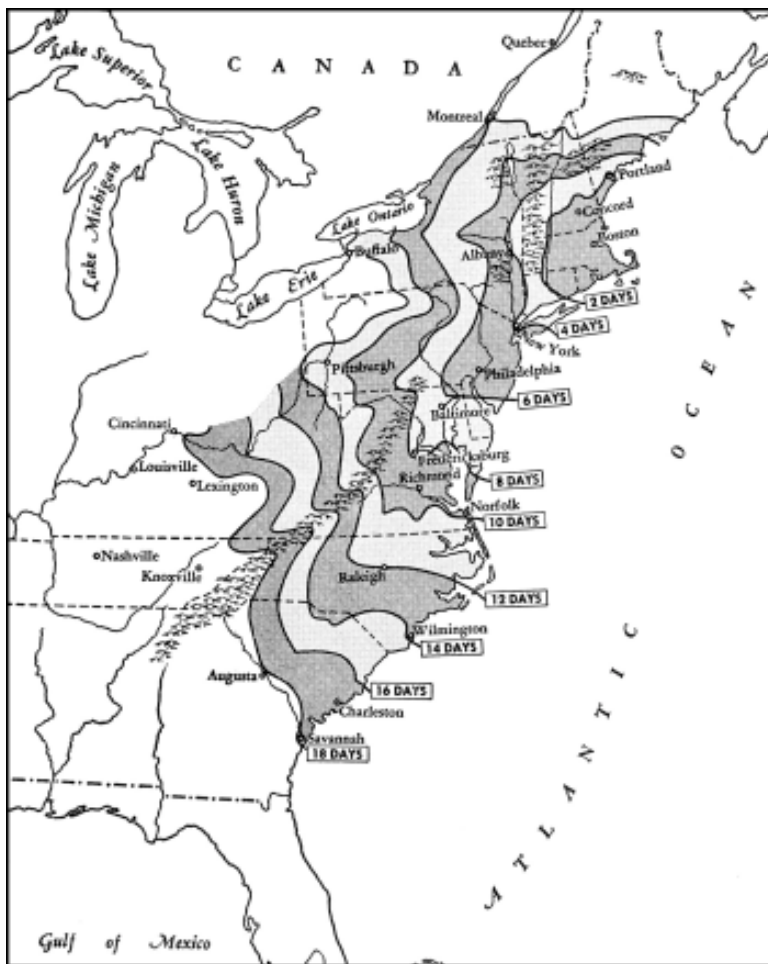 Quebec
Lake Superior
CANADA
Montreal
Lake Huron
Lake Michigan
Portland
Lake Ontario
Concord
Boston
Buffalo
Albany
Lake Erie
2 DAYS
4 DAYS
New York
Pittsburgh
Philadelphia
6 DAYS
Baltimore
Cincinnati
Fredericksburg
Louisville
8 DAYS
Lexington
Richmond
Norfolk
10 DAYS
Nashville
Knoxville
Raleigh
12 DAYS
Wilmington
14 DAYS
Augusta
16 DAYS
Charleston
Savannah
18 DAYS
ATLANTIC OCEAN
Gulf of Mexico
?
?